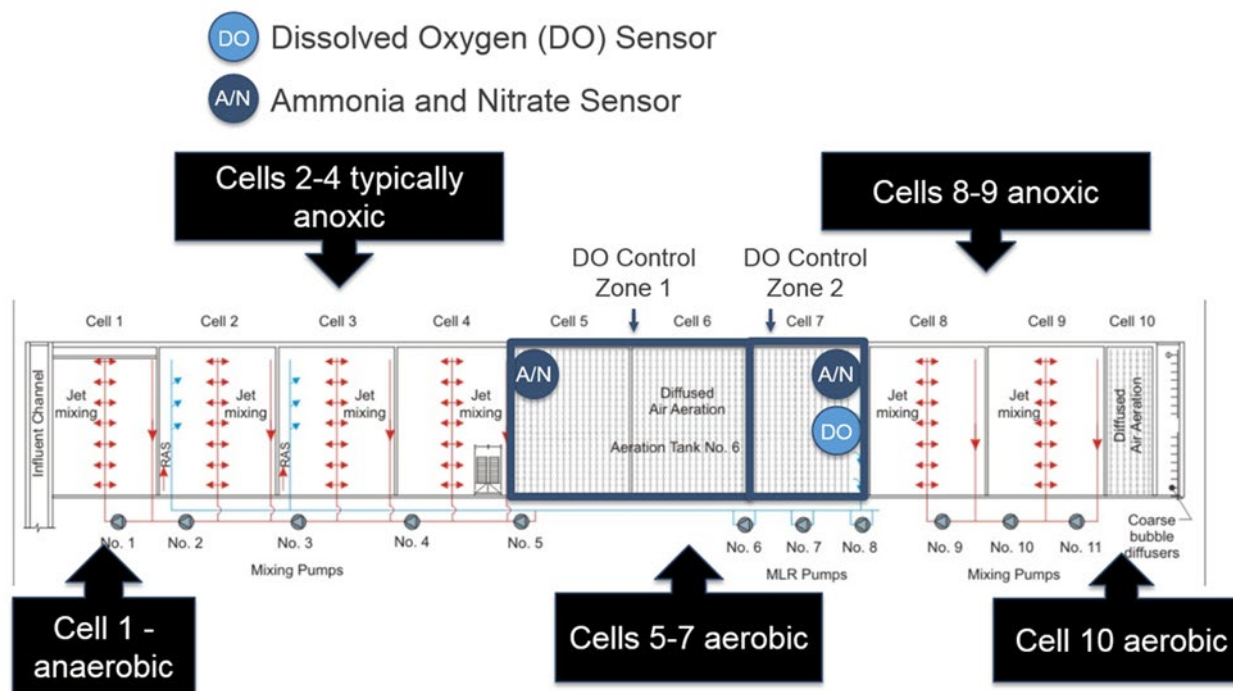 DO Dissolved Oxygen (DO) Sensor
A/N Ammonia and Nitrate Sensor
Cells 2-4 typically
anoxic
Cells 8-9 anoxic
DO Control
Zone 1
DO Control
Zone 2
Cell 1
Cell 2
Cell 3
Cell 4
Cell 5
Cell 6
Cell 7
Cell 8
Cell 9
Cell 10
Influent Channel
Jet
mixing
RAS
Jet
mixing
RAS
Jet
mixing
Jet
mixing
A/N
Diffused
Air Aeration
Aeration Tank No. 6
A/N
DO
Jet
mixing
Jet
mixing
Diffused
Air Aeration
No. 1
No. 2
No. 3
No. 4
No. 5
No. 6
No. 7
No. 8
No. 9
No. 10
No. 11
Coarse
bubble
diffusers
Mixing Pumps
MLR Pumps
Mixing Pumps
Cell 1 -
anaerobic
Cells 5-7 aerobic
Cell 10 aerobic